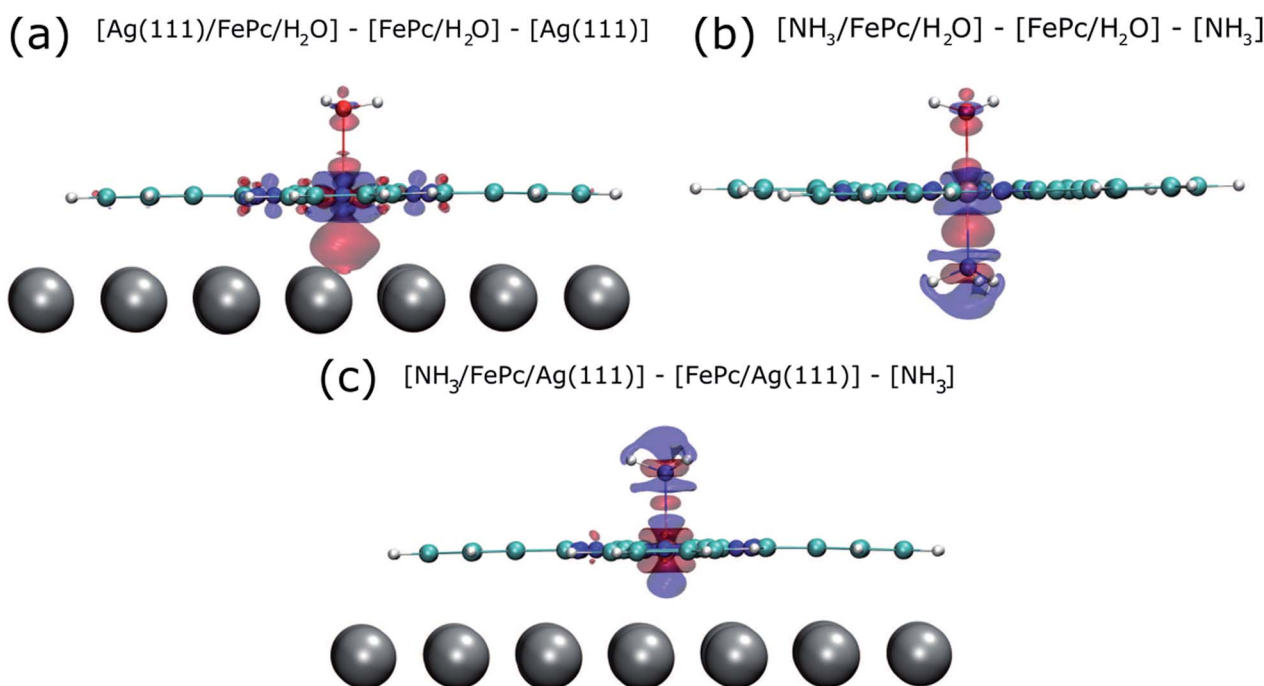 (a) [Ag(111)/FePc/H₂O] - [FePc/H₂O] - [Ag(111)]
(b) [NH₃/FePc/H₂O] - [FePc/H₂O] - [NH₃]
(c) [NH₃/FePc/Ag(111)] - [FePc/Ag(111)] - [NH₃]